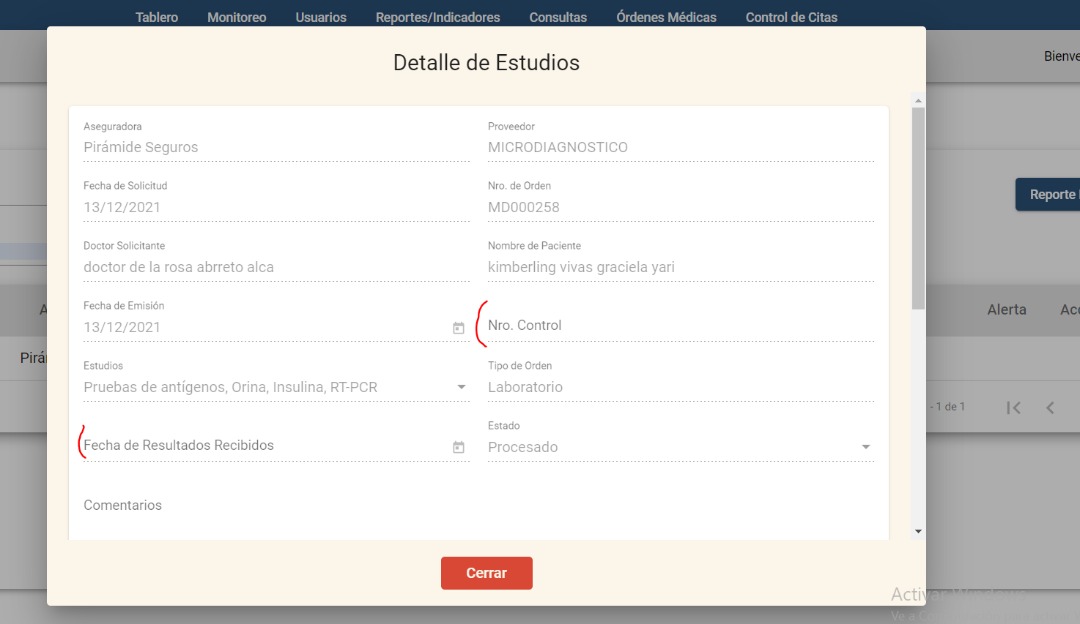 Tablero Monitoreo Usuarios Reportes/Indicadores Consultas Órdenes Médicas Control de Citas
Detalle de Estudios
Aseguradora
Pirámide Seguros
Proveedor
MICRODIAGNOSTICO
Fecha de Solicitud
13/12/2021
Nro. de Orden
MD000258
Doctor Solicitante
doctor de la rosa abrreto alca
Nombre de Paciente
kimberling vivas graciela yari
Fecha de Emisión
13/12/2021
Nro. Control
Estudios
Pruebas de antígenos, Orina, Insulina, RT-PCR
Tipo de Orden
Laboratorio
Fecha de Resultados Recibidos
Estado
Procesado
Comentarios
Cerrar
Bienve
Reporte
A
Alerta
Acc
Pirá
- 1 de 1
Activar Windows